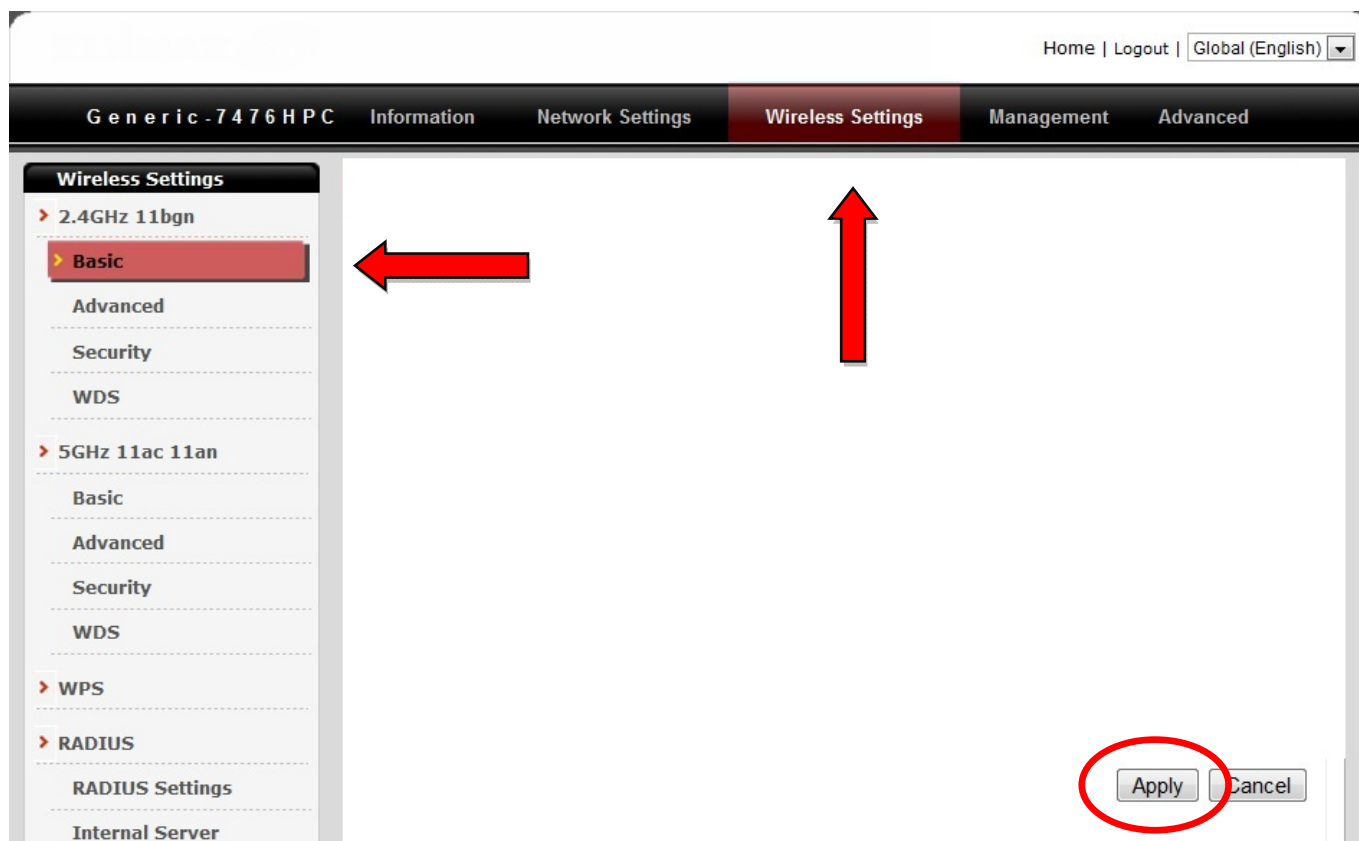 Home | Logout | Global (English)
Generic-7476HPC Information Network Settings Wireless Settings Management Advanced
Wireless Settings
2.4GHz 11bgn
Basic
Advanced
Security
WDS
5GHz 11ac 11an
Basic
Advanced
Security
WDS
WPS
RADIUS
RADIUS Settings
Internal Server
Apply Cancel